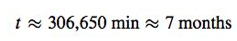 t ≈ 306,650 min ≈ 7 months